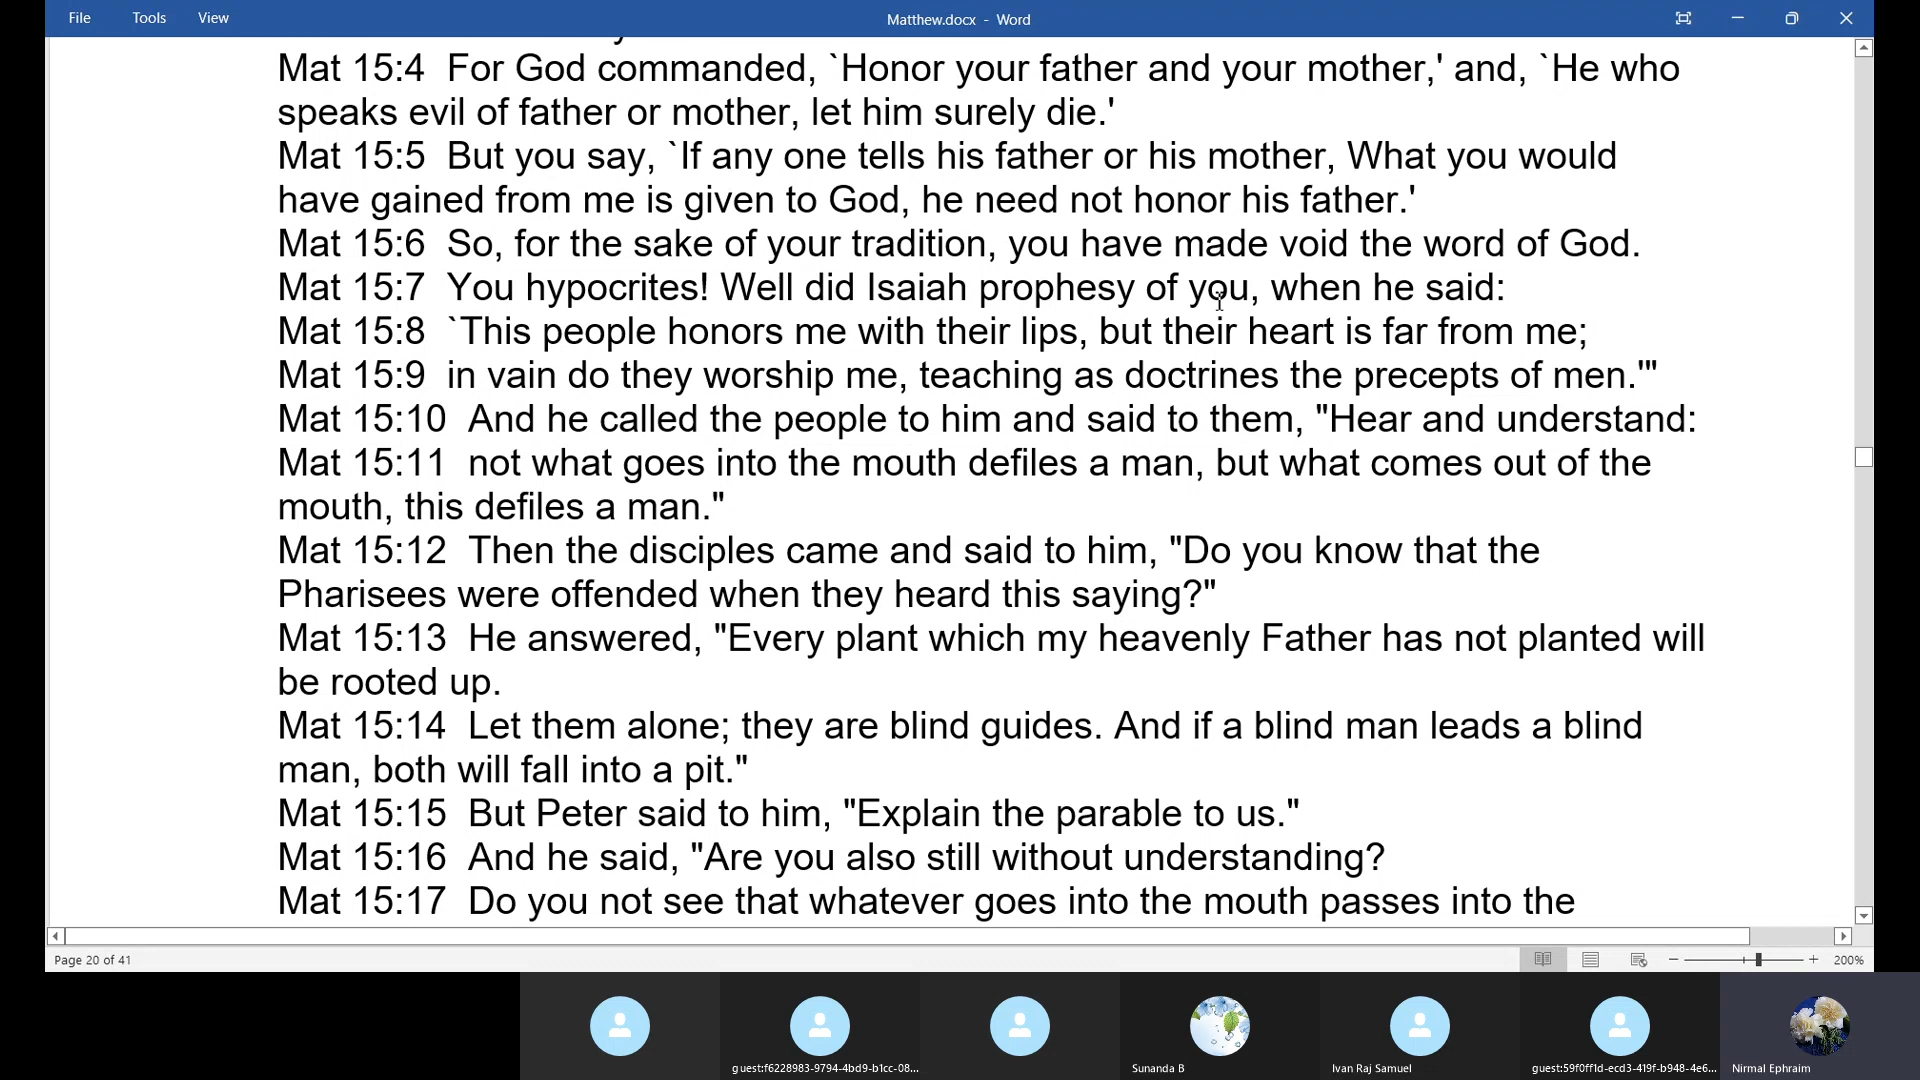 File Tools View Matthew.docx - Word
Mat 15:4 For God commanded, `Honor your father and your mother,' and, `He who
speaks evil of father or mother, let him surely die.'
Mat 15:5 But you say, `If any one tells his father or his mother, What you would
have gained from me is given to God, he need not honor his father.'
Mat 15:6 So, for the sake of your tradition, you have made void the word of God.
Mat 15:7 You hypocrites! Well did Isaiah prophesy of you, when he said:
Mat 15:8 `This people honors me with their lips, but their heart is far from me;
Mat 15:9 in vain do they worship me, teaching as doctrines the precepts of men.'"
Mat 15:10 And he called the people to him and said to them, "Hear and understand:
Mat 15:11 not what goes into the mouth defiles a man, but what comes out of the
mouth, this defiles a man."
Mat 15:12 Then the disciples came and said to him, "Do you know that the
Pharisees were offended when they heard this saying?"
Mat 15:13 He answered, "Every plant which my heavenly Father has not planted will
be rooted up.
Mat 15:14 Let them alone; they are blind guides. And if a blind man leads a blind
man, both will fall into a pit."
Mat 15:15 But Peter said to him, "Explain the parable to us."
Mat 15:16 And he said, "Are you also still without understanding?
Mat 15:17 Do you not see that whatever goes into the mouth passes into the
Page 20 of 41 200%
guest:f6228983-9794-4bd9-b1cc-08... Sunanda B Ivan Raj Samuel guest:59f0ff1d-ecd3-419f-b948-4e6... Nirmal Ephraim